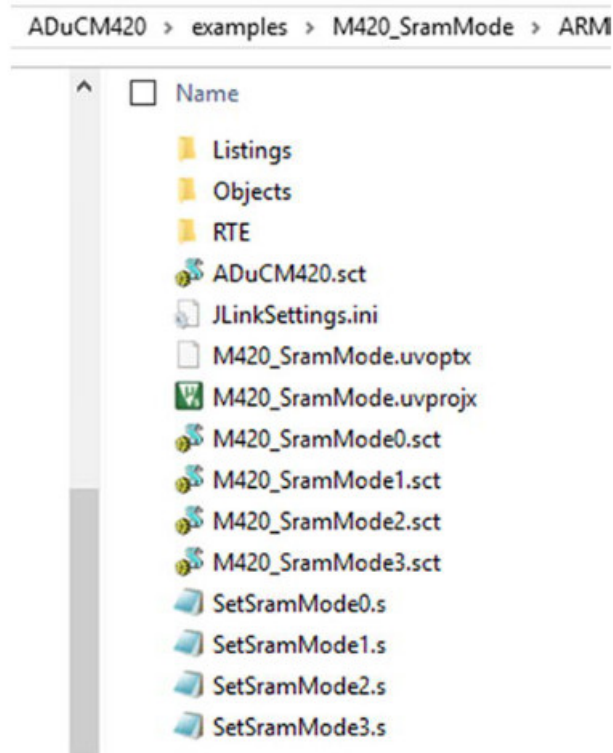 ADuCM420 > examples > M420_SramMode > ARM
Name
Listings
Objects
RTE
ADuCM420.sct
JLinkSettings.ini
M420_SramMode.uvoptx
M420_SramMode.uvprojx
M420_SramMode0.sct
M420_SramMode1.sct
M420_SramMode2.sct
M420_SramMode3.sct
SetSramMode0.s
SetSramMode1.s
SetSramMode2.s
SetSramMode3.s